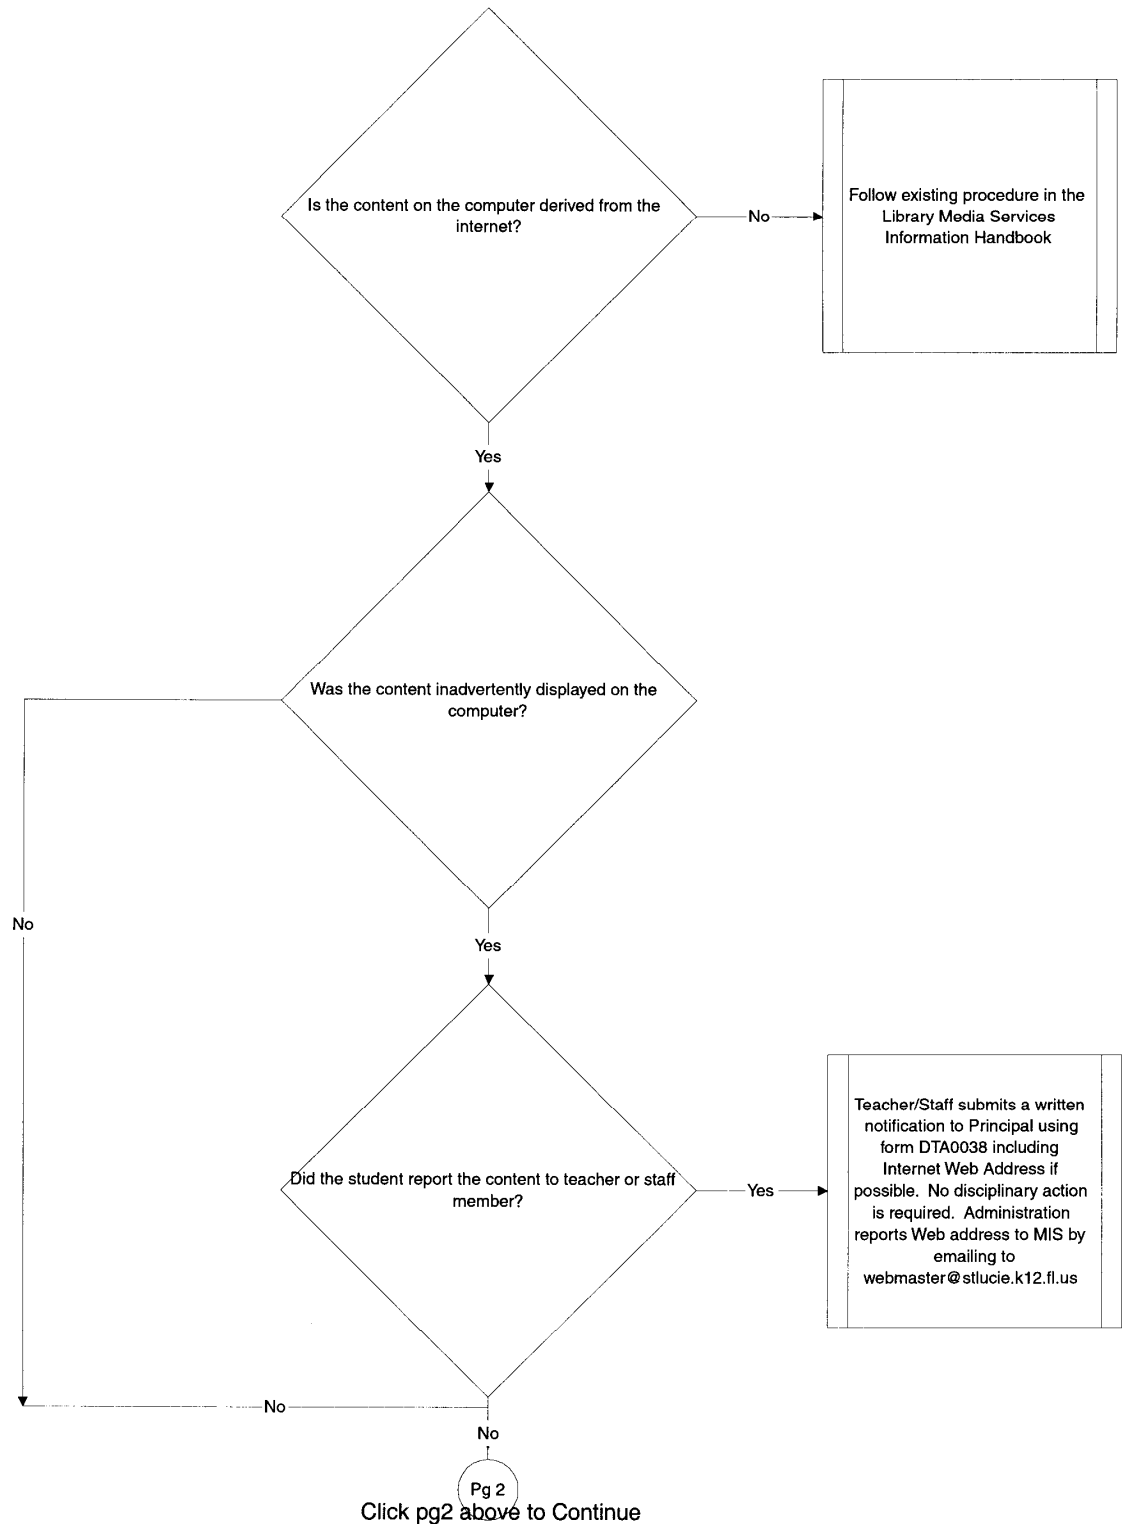 Is the content on the computer derived from the
internet?
No
Follow existing procedure in the
Library Media Services
Information Handbook
Yes
Was the content inadvertently displayed on the
computer?
No
Yes
Did the student report the content to teacher or staff
member?
Yes
Teacher/Staff submits a written
notification to Principal using
form DTA0038 including
Internet Web Address if
possible. No disciplinary action
is required. Administration
reports Web address to MIS by
emailing to
webmaster@stlucie.k12.fl.us
No
No
Pg 2
Click pg2 above to Continue